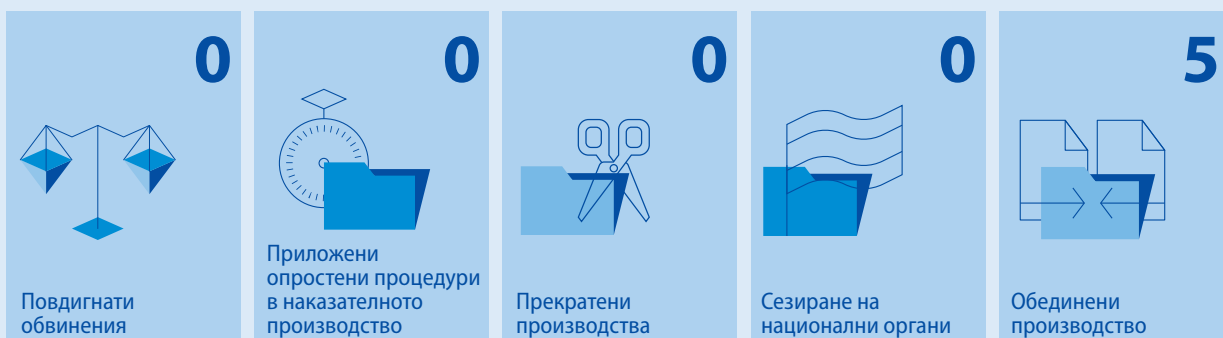 0
Повдигнати
обвинения
0
Приложени
опростени процедури
в наказателното
производство
0
Прекратени
производства
0
Сезиране на
национални органи
5
Обединени
производство